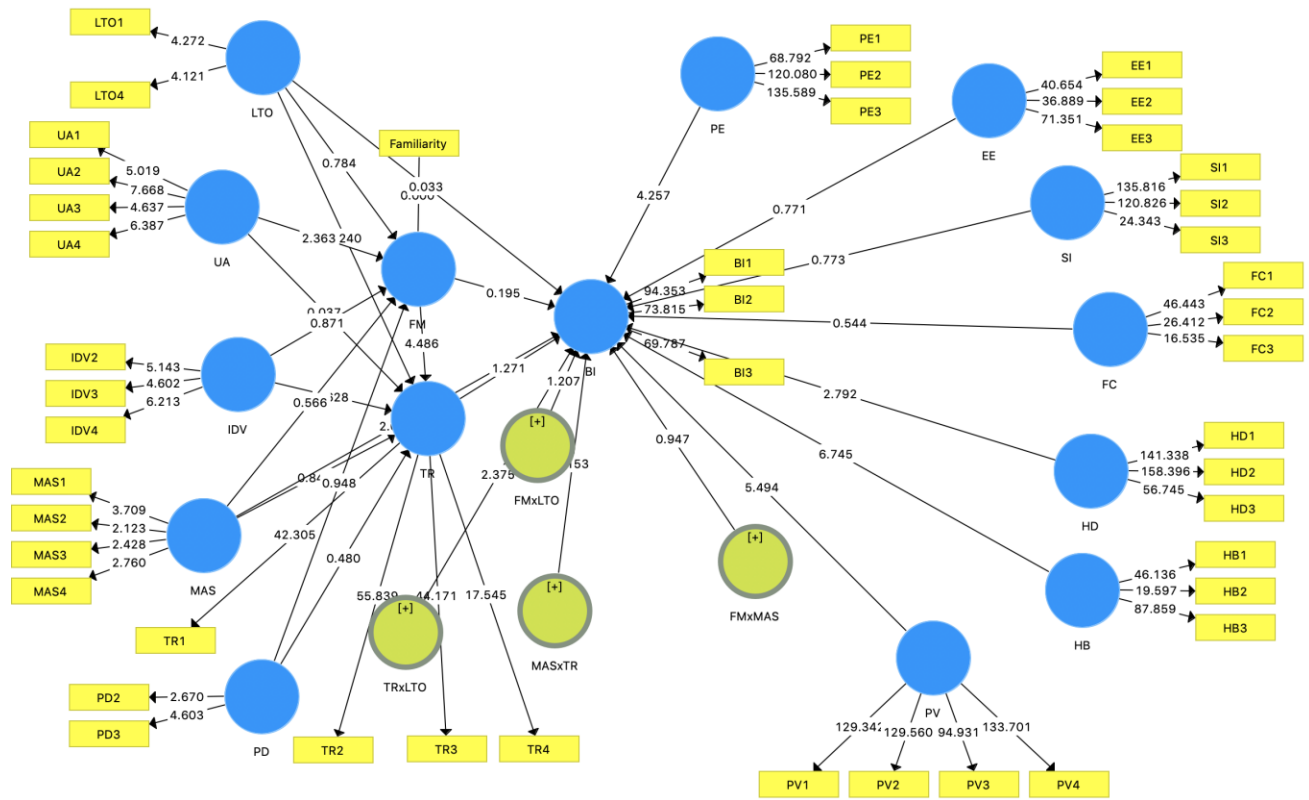 LTO1
4.272
4.121
LTO4
LTO
UA1
UA2
UA3
UA4
5.019
7.668
4.637
6.387
UA
IDV2
IDV3
IDV4
5.143
4.602
6.213
IDV
MAS1
MAS2
MAS3
MAS4
3.709
2.123
2.428
2.760
MAS
PD2
PD3
2.670
4.603
PD
Familiarity
0.784
0.033
2.363
0.871
0.566
0.948
0.480
FM
4.486
0.195
TR
1.271
42.305
44.171
17.545
TR1
TR2
TR3
TR4
2.375
1.207
[+]
FMxLTO
[+]
TRxLTO
[+]
MASxTR
[+]
FMxMAS
0.947
BI
94.353
73.815
69.787
BI1
BI2
BI3
PE
68.792
120.080
135.589
PE1
PE2
PE3
4.257
EE
40.654
36.889
71.351
EE1
EE2
EE3
0.771
SI
135.816
120.826
24.343
SI1
SI2
SI3
0.773
FC
46.443
26.412
16.535
FC1
FC2
FC3
0.544
HD
141.338
158.396
56.745
HD1
HD2
HD3
2.792
HB
46.136
19.597
87.859
HB1
HB2
HB3
6.745
PV
5.494
129.560
94.931
133.701
PV1
PV2
PV3
PV4